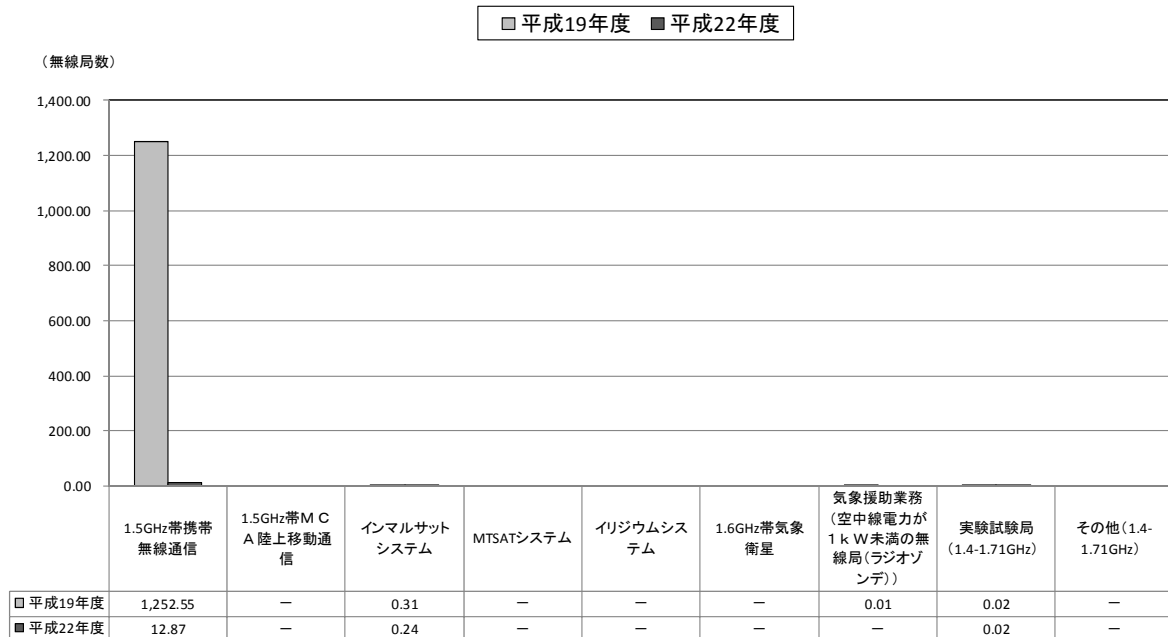 平成19年度 平成22年度
（無線局数）
1,400.00
1,200.00
1,000.00
800.00
600.00
400.00
200.00
0.00
1.5GHz帯携帯
無線通信
1.5GHz帯ＭＣ
Ａ陸上移動通
信
インマルサット
システム
MTSATシステム
イリジウムシス
テム
1.6GHz帯気象
衛星
気象援助業務
（空中線電力が
１ｋＷ未満の無
線局（ラジオゾ
ンデ））
実験試験局
（1.4-1.71GHz）
その他（1.4-
1.71GHz）
平成19年度 1,252.55 － 0.31 － － － 0.01 0.02 －
平成22年度 12.87 － 0.24 － － － － 0.02 －